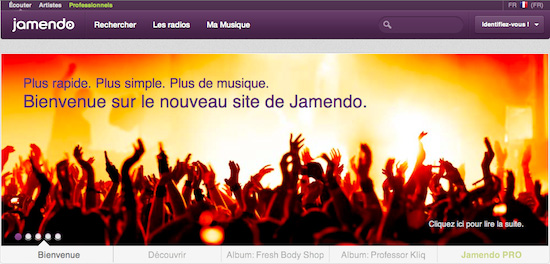 Écouter Artistes Professionnels FR (FR)
jamendo Rechercher Les radios Ma Musique Identifiez-vous !
Plus rapide. Plus simple. Plus de musique.
Bienvenue sur le nouveau site de Jamendo.
Cliquez ici pour lire la suite.
Bienvenue Découvrir Album: Fresh Body Shop Album: Professor Kliq Jamendo PRO